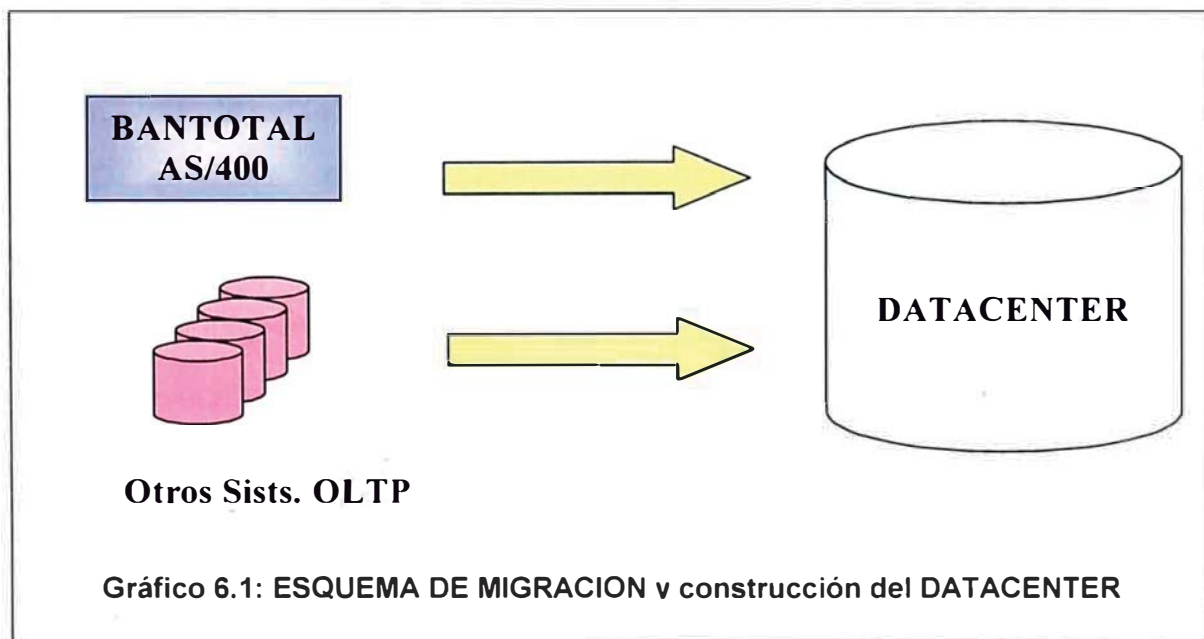 BANTOTAL
AS/400
DATACENTER
Otros Sists. OLTP
Gráfico 6.1: ESQUEMA DE MIGRACION y construcción del DATACENTER